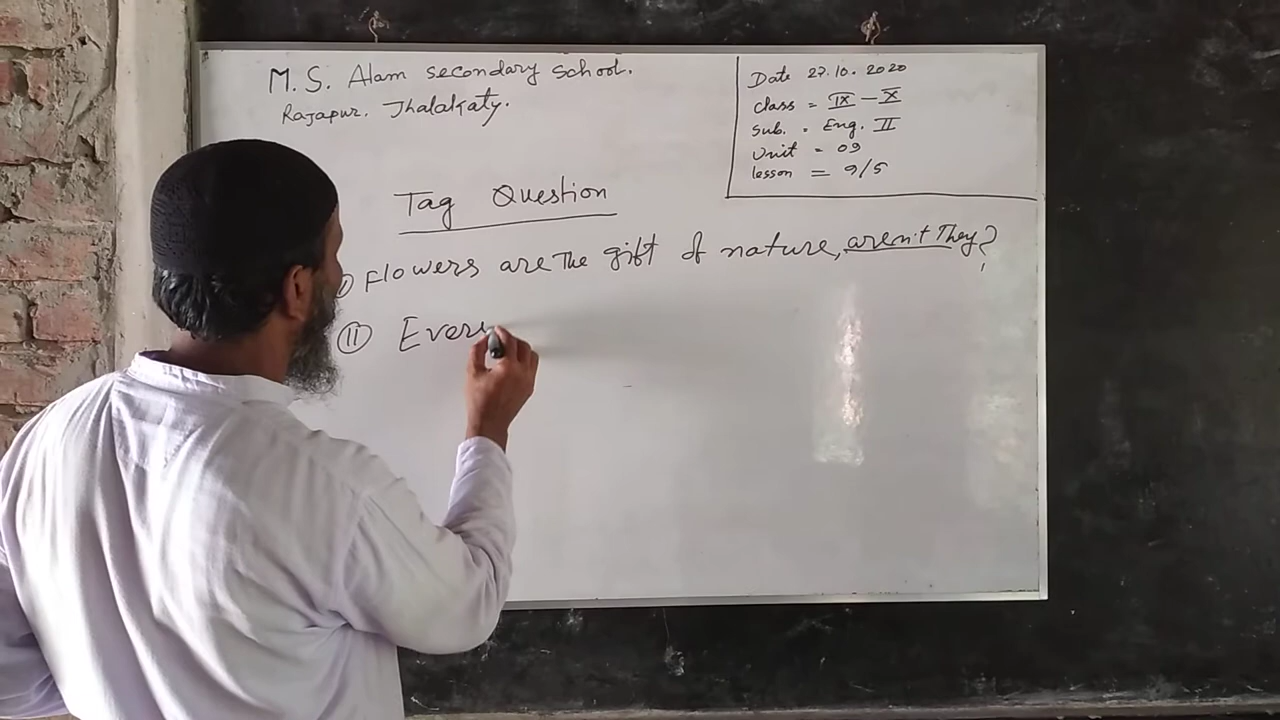 M. S. Alam secondary School.
Rajapur. Jhalakaty.
Date 27.10.2020
class = IX - X
Sub. = Eng. II
Unit = 09
lesson = 9/5
Tag Question
Flowers are The gift of nature, aren't They?
(II) Every